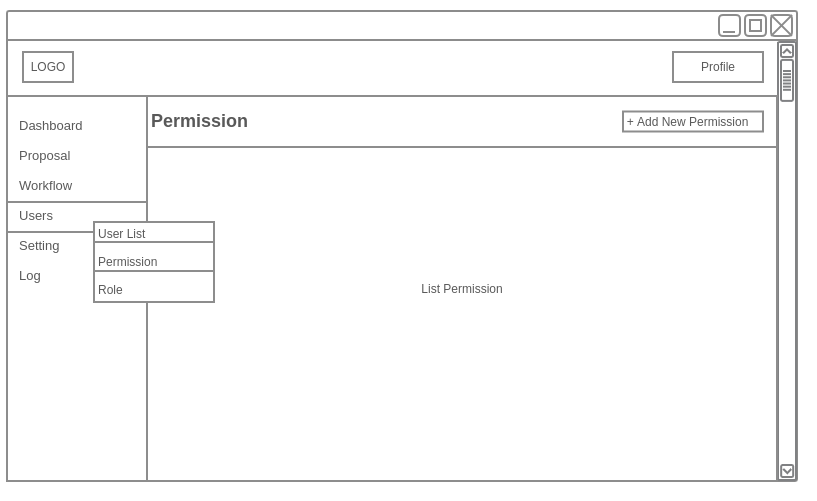 LOGO
Profile
Dashboard
Proposal
Workflow
Users
Setting
Log
User List
Permission
Role
Permission
+ Add New Permission
List Permission